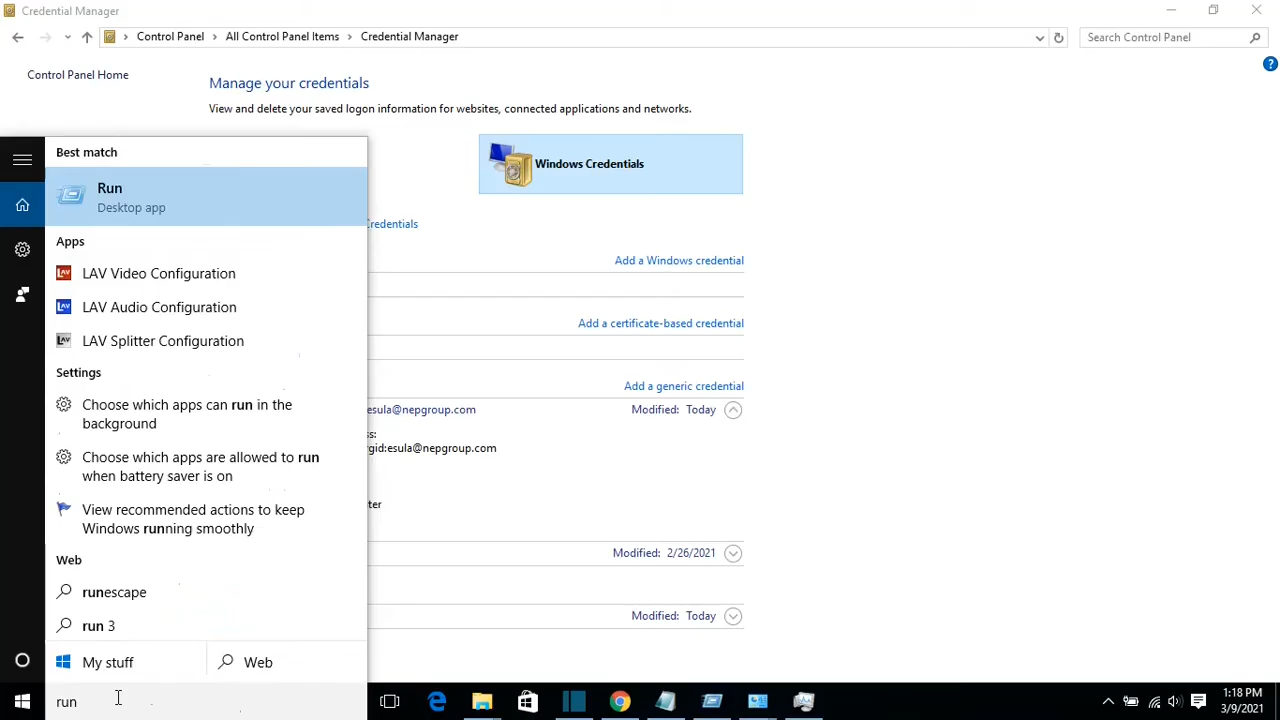 Credential Manager
Control Panel
All Control Panel Items
Credential Manager
Search Control Panel
Control Panel Home
Manage your credentials
View and delete your saved logon information for websites, connected applications and networks.
Windows Credentials
Credentials
Add a Windows credential
Add a certificate-based credential
Add a generic credential
esula@nepgroup.com
Modified: Today
ss:
rgid:esula@nepgroup.com
ter
Modified: 2/26/2021
Modified: Today
Best match
Run
Desktop app
Apps
LAV Video Configuration
LAV Audio Configuration
LAV Splitter Configuration
Settings
Choose which apps can run in the
background
Choose which apps are allowed to run
when battery saver is on
View recommended actions to keep
Windows running smoothly
Web
runescape
run 3
My stuff
Web
run
1:18 PM
3/9/2021